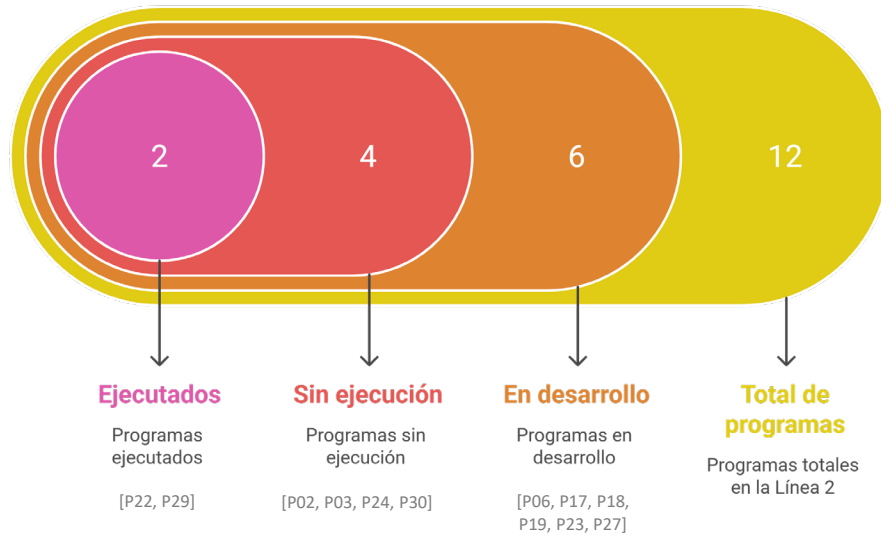 2
4
6
12
Ejecutados
Programas
ejecutados
[P22, P29]
Sin ejecución
Programas sin
ejecución
[P02, P03, P24, P30]
En desarrollo
Programas en
desarrollo
[P06, P17, P18,
P19, P23, P27]
Total de
programas
Programas totales
en la Línea 2